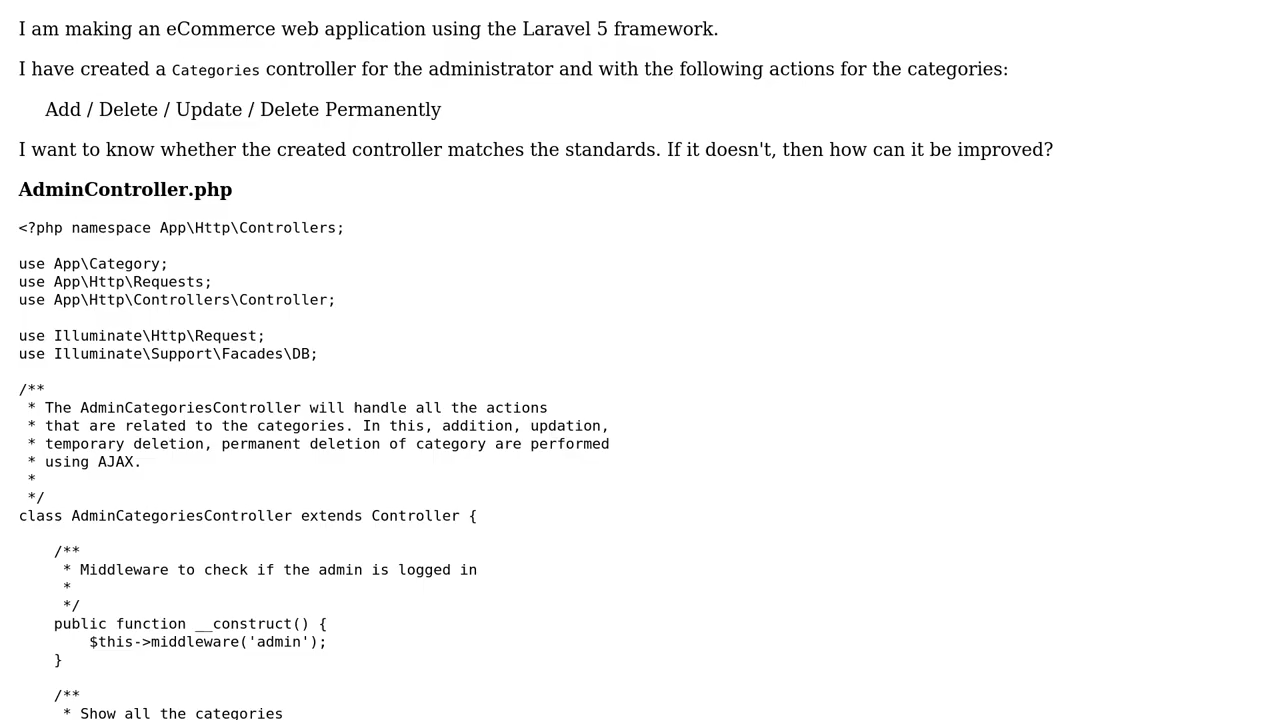 I am making an eCommerce web application using the Laravel 5 framework.
I have created a Categories controller for the administrator and with the following actions for the categories:
Add / Delete / Update / Delete Permanently
I want to know whether the created controller matches the standards. If it doesn't, then how can it be improved?
AdminController.php
<?php namespace App\Http\Controllers;

use App\Category;
use App\Http\Requests;
use App\Http\Controllers\Controller;

use Illuminate\Http\Request;
use Illuminate\Support\Facades\DB;

/**
 * The AdminCategoriesController will handle all the actions
 * that are related to the categories. In this, addition, updation,
 * temporary deletion, permanent deletion of category are performed
 * using AJAX.
 *
 */
class AdminCategoriesController extends Controller {

    /**
     * Middleware to check if the admin is logged in
     *
     */
    public function __construct() {
        $this->middleware('admin');
    }

    /**
     * Show all the categories